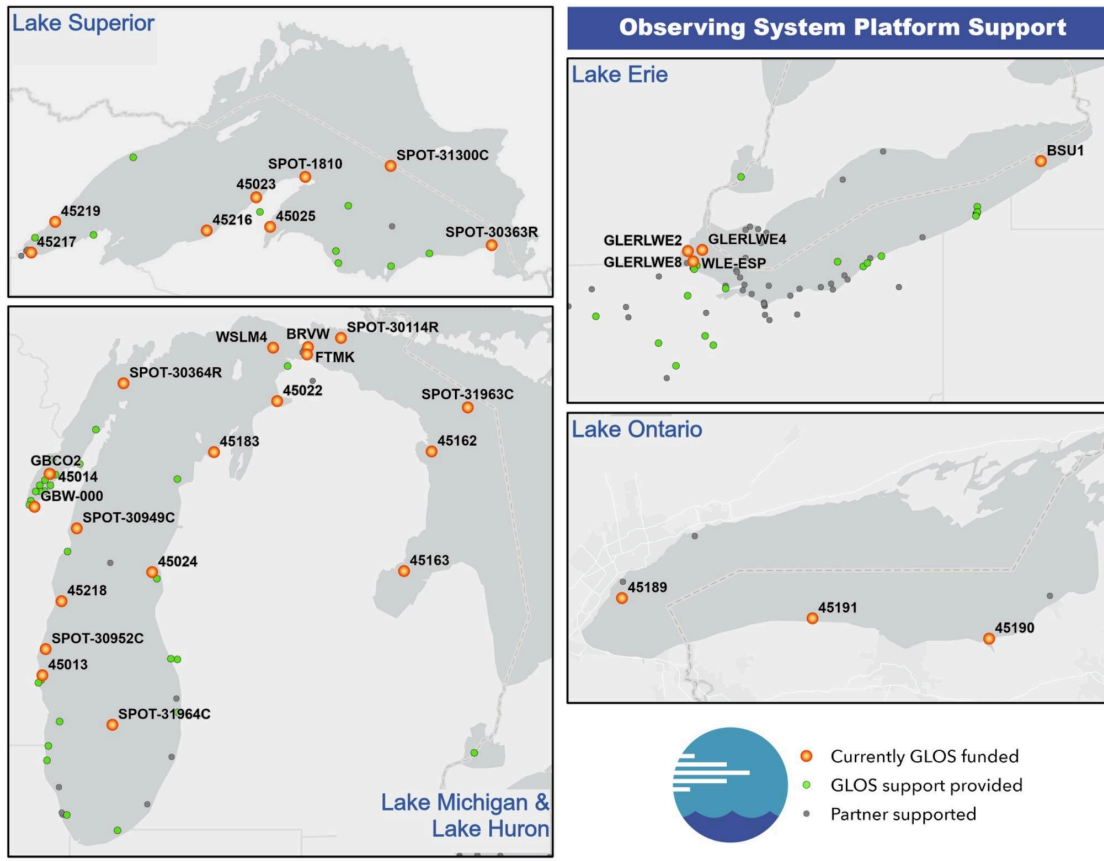 Lake Superior
SPOT-31300C
SPOT-1810
45023
45219
45216
45025
SPOT-30363R
45217
Observing System Platform Support
Lake Erie
BSU1
GLERLWE2
GLERLWE4
GLERLWE8
WLE-ESP
SPOT-30114R
WSLM4
BRVW
FTMK
SPOT-30364R
45022
SPOT-31963C
45183
45162
GBCO2
45014
GBW-000
SPOT-30949C
45024
45163
45218
SPOT-30952C
45013
SPOT-31964C
Lake Michigan &
Lake Huron
Lake Ontario
45189
45191
45190
Currently GLOS funded
GLOS support provided
Partner supported